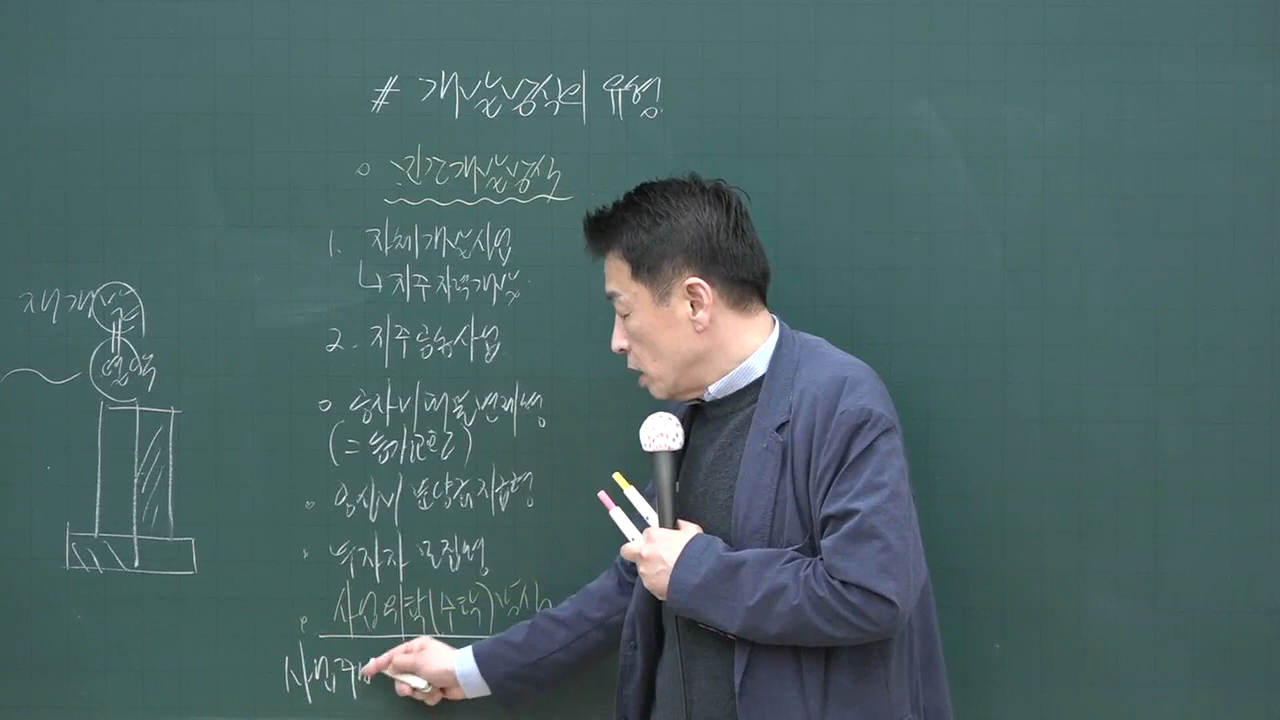 # 개발방식의 유형
○ 민간개발방식
1. 자체개발사업
↳ 지주자력개발
2. 지주공동사업
○ 공사비대물변제형
(= 등가교환)
○ 공사비 분양금지급형
○ 투자자 모집형
○ 사업위탁(수탁)방식
사업주
재개발